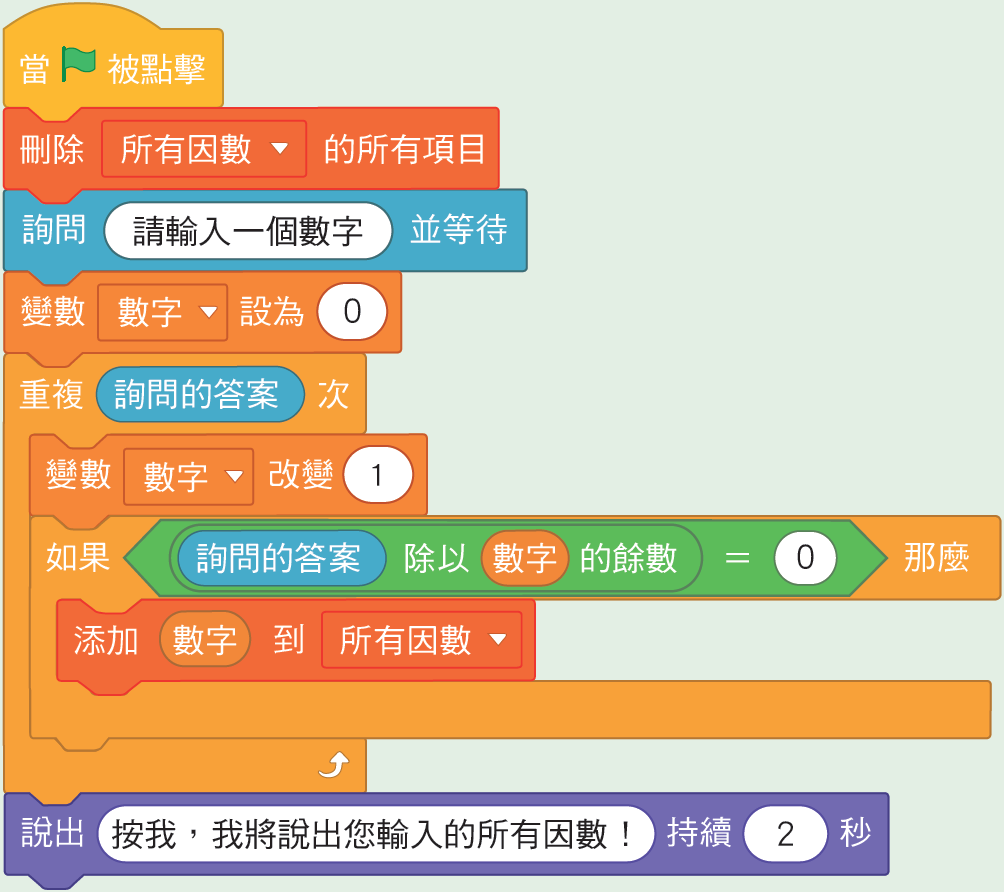 當 被點擊
刪除 所有因數 的所有項目
詢問 請輸入一個數字 並等待
變數 數字 設為 0
重複 詢問的答案 次
變數 數字 改變 1
如果 詢問的答案 除以 數字 的餘數 = 0 那麼
添加 數字 到 所有因數
說出 按我，我將說出您輸入的所有因數！ 持續 2 秒